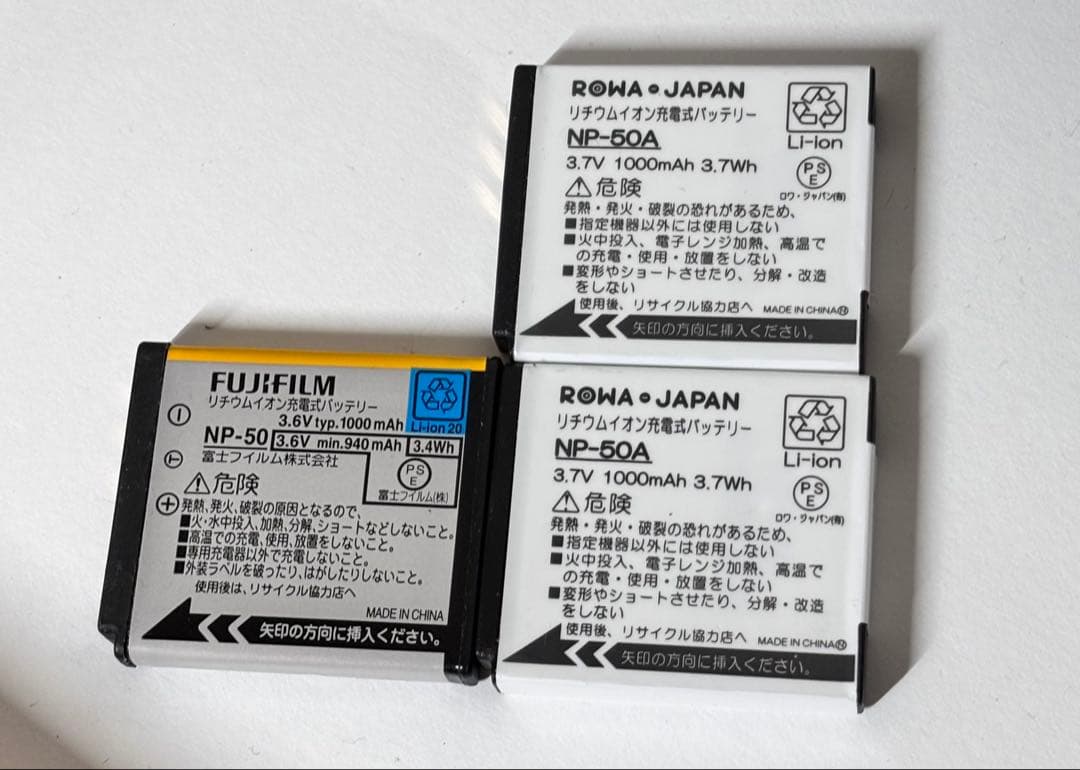 ROWA JAPAN
リチウムイオン充電式バッテリー
NP-50A
Li-ion
3.7V 1000mAh 3.7Wh
PSE
ロワ・ジャパン(有)
⚠危険
発熱・発火・破裂の恐れがあるため、
■指定機器以外には使用しない
■火中投入、電子レンジ加熱、高温で
の充電・使用・放置をしない
■変形やショートさせたり、分解・改造
をしない
使用後、リサイクル協力店へ MADE IN CHINA
矢印の方向に挿入ください。
FUJIFILM
リチウムイオン充電式バッテリー
3.6V typ.1000 mAh
Li-ion 20
NP-50 3.6V min.940 mAh 3.4Wh
富士フイルム株式会社
PSE
富士フイルム(株)
⚠危険
発熱、発火、破裂の原因となるので、
■火・水中投入、加熱、分解、ショートなどしないこと。
■高温での充電、使用、放置をしないこと。
■専用充電器以外で充電しないこと。
■外装ラベルを破ったり、はがしたりしないこと。
使用後は、リサイクル協力店へ
MADE IN CHINA
矢印の方向に挿入ください。
− T +
ROWA JAPAN
リチウムイオン充電式バッテリー
NP-50A
Li-ion
3.7V 1000mAh 3.7Wh
PSE
ロワ・ジャパン(有)
⚠危険
発熱・発火・破裂の恐れがあるため、
■指定機器以外には使用しない
■火中投入、電子レンジ加熱、高温で
の充電・使用・放置をしない
■変形やショートさせたり、分解・改造
をしない
使用後、リサイクル協力店へ MADE IN CHINA
矢印の方向に挿入ください。